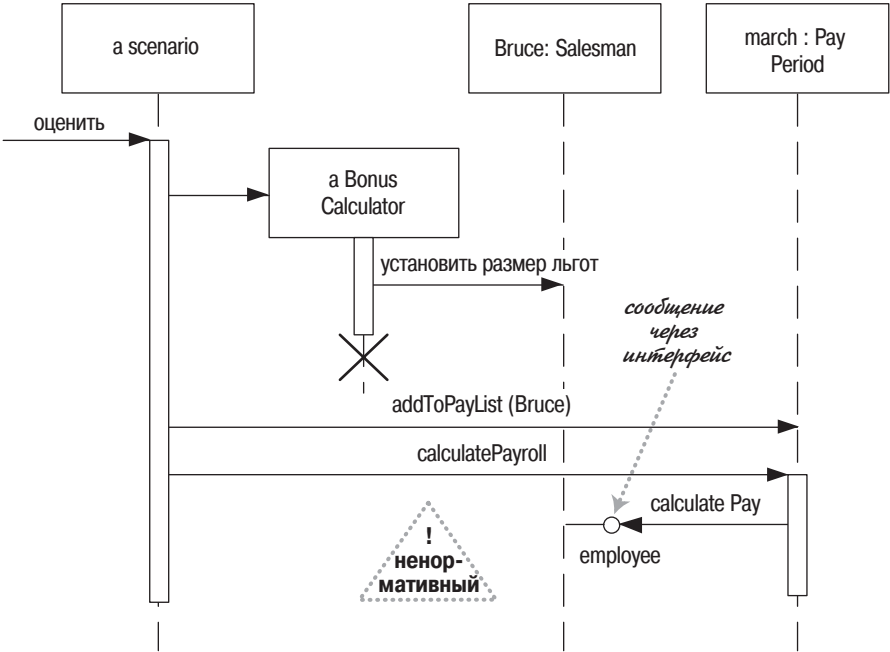 a scenario
Bruce: Salesman
march : Pay
Period
оценить
a Bonus
Calculator
установить размер льгот
сообщение
через
интерфейс
addToPayList (Bruce)
calculatePayroll
calculate Pay
employee
!
ненор-
мативный